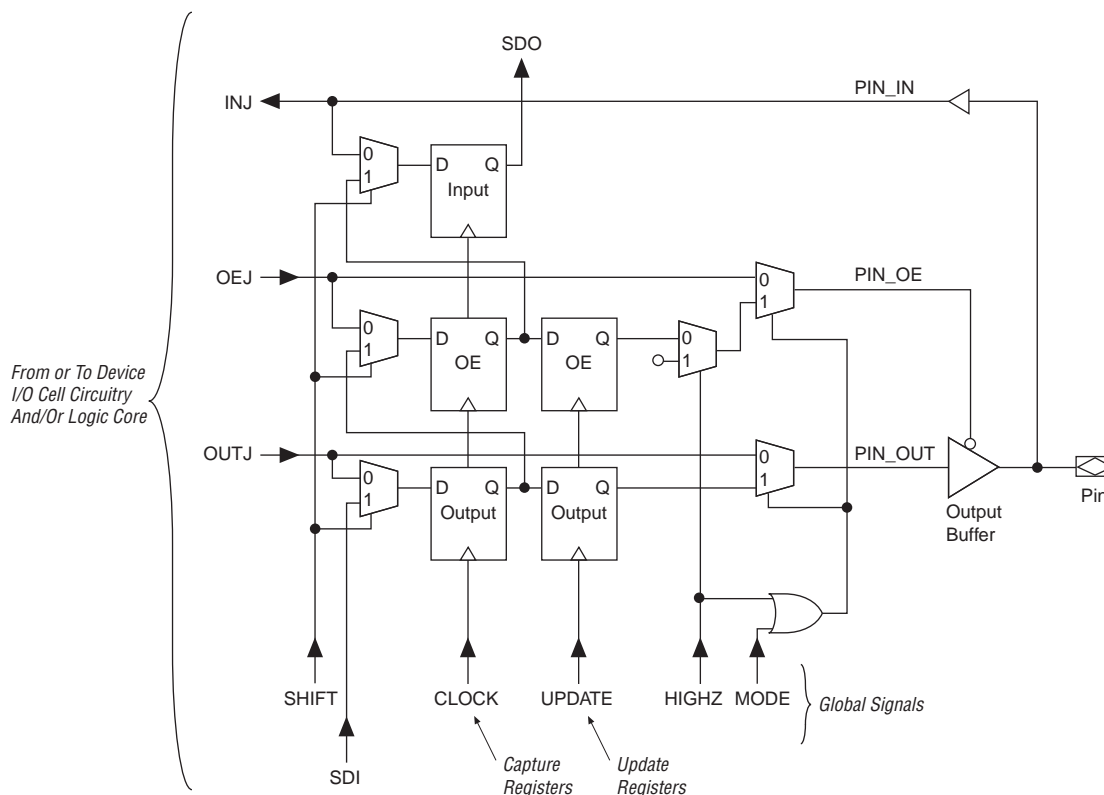 SDO
PIN_IN
INJ
0
1
D Q
Input
OEJ
PIN_OE
0
1
0
1
D Q
OE
D Q
OE
0
1
From or To Device
I/O Cell Circuitry
And/Or Logic Core
OUTJ
PIN_OUT
0
1
0
1
D Q
Output
D Q
Output
Output
Buffer
Pin
SHIFT
CLOCK
UPDATE
HIGHZ
MODE
Global Signals
SDI
Capture
Registers
Update
Registers